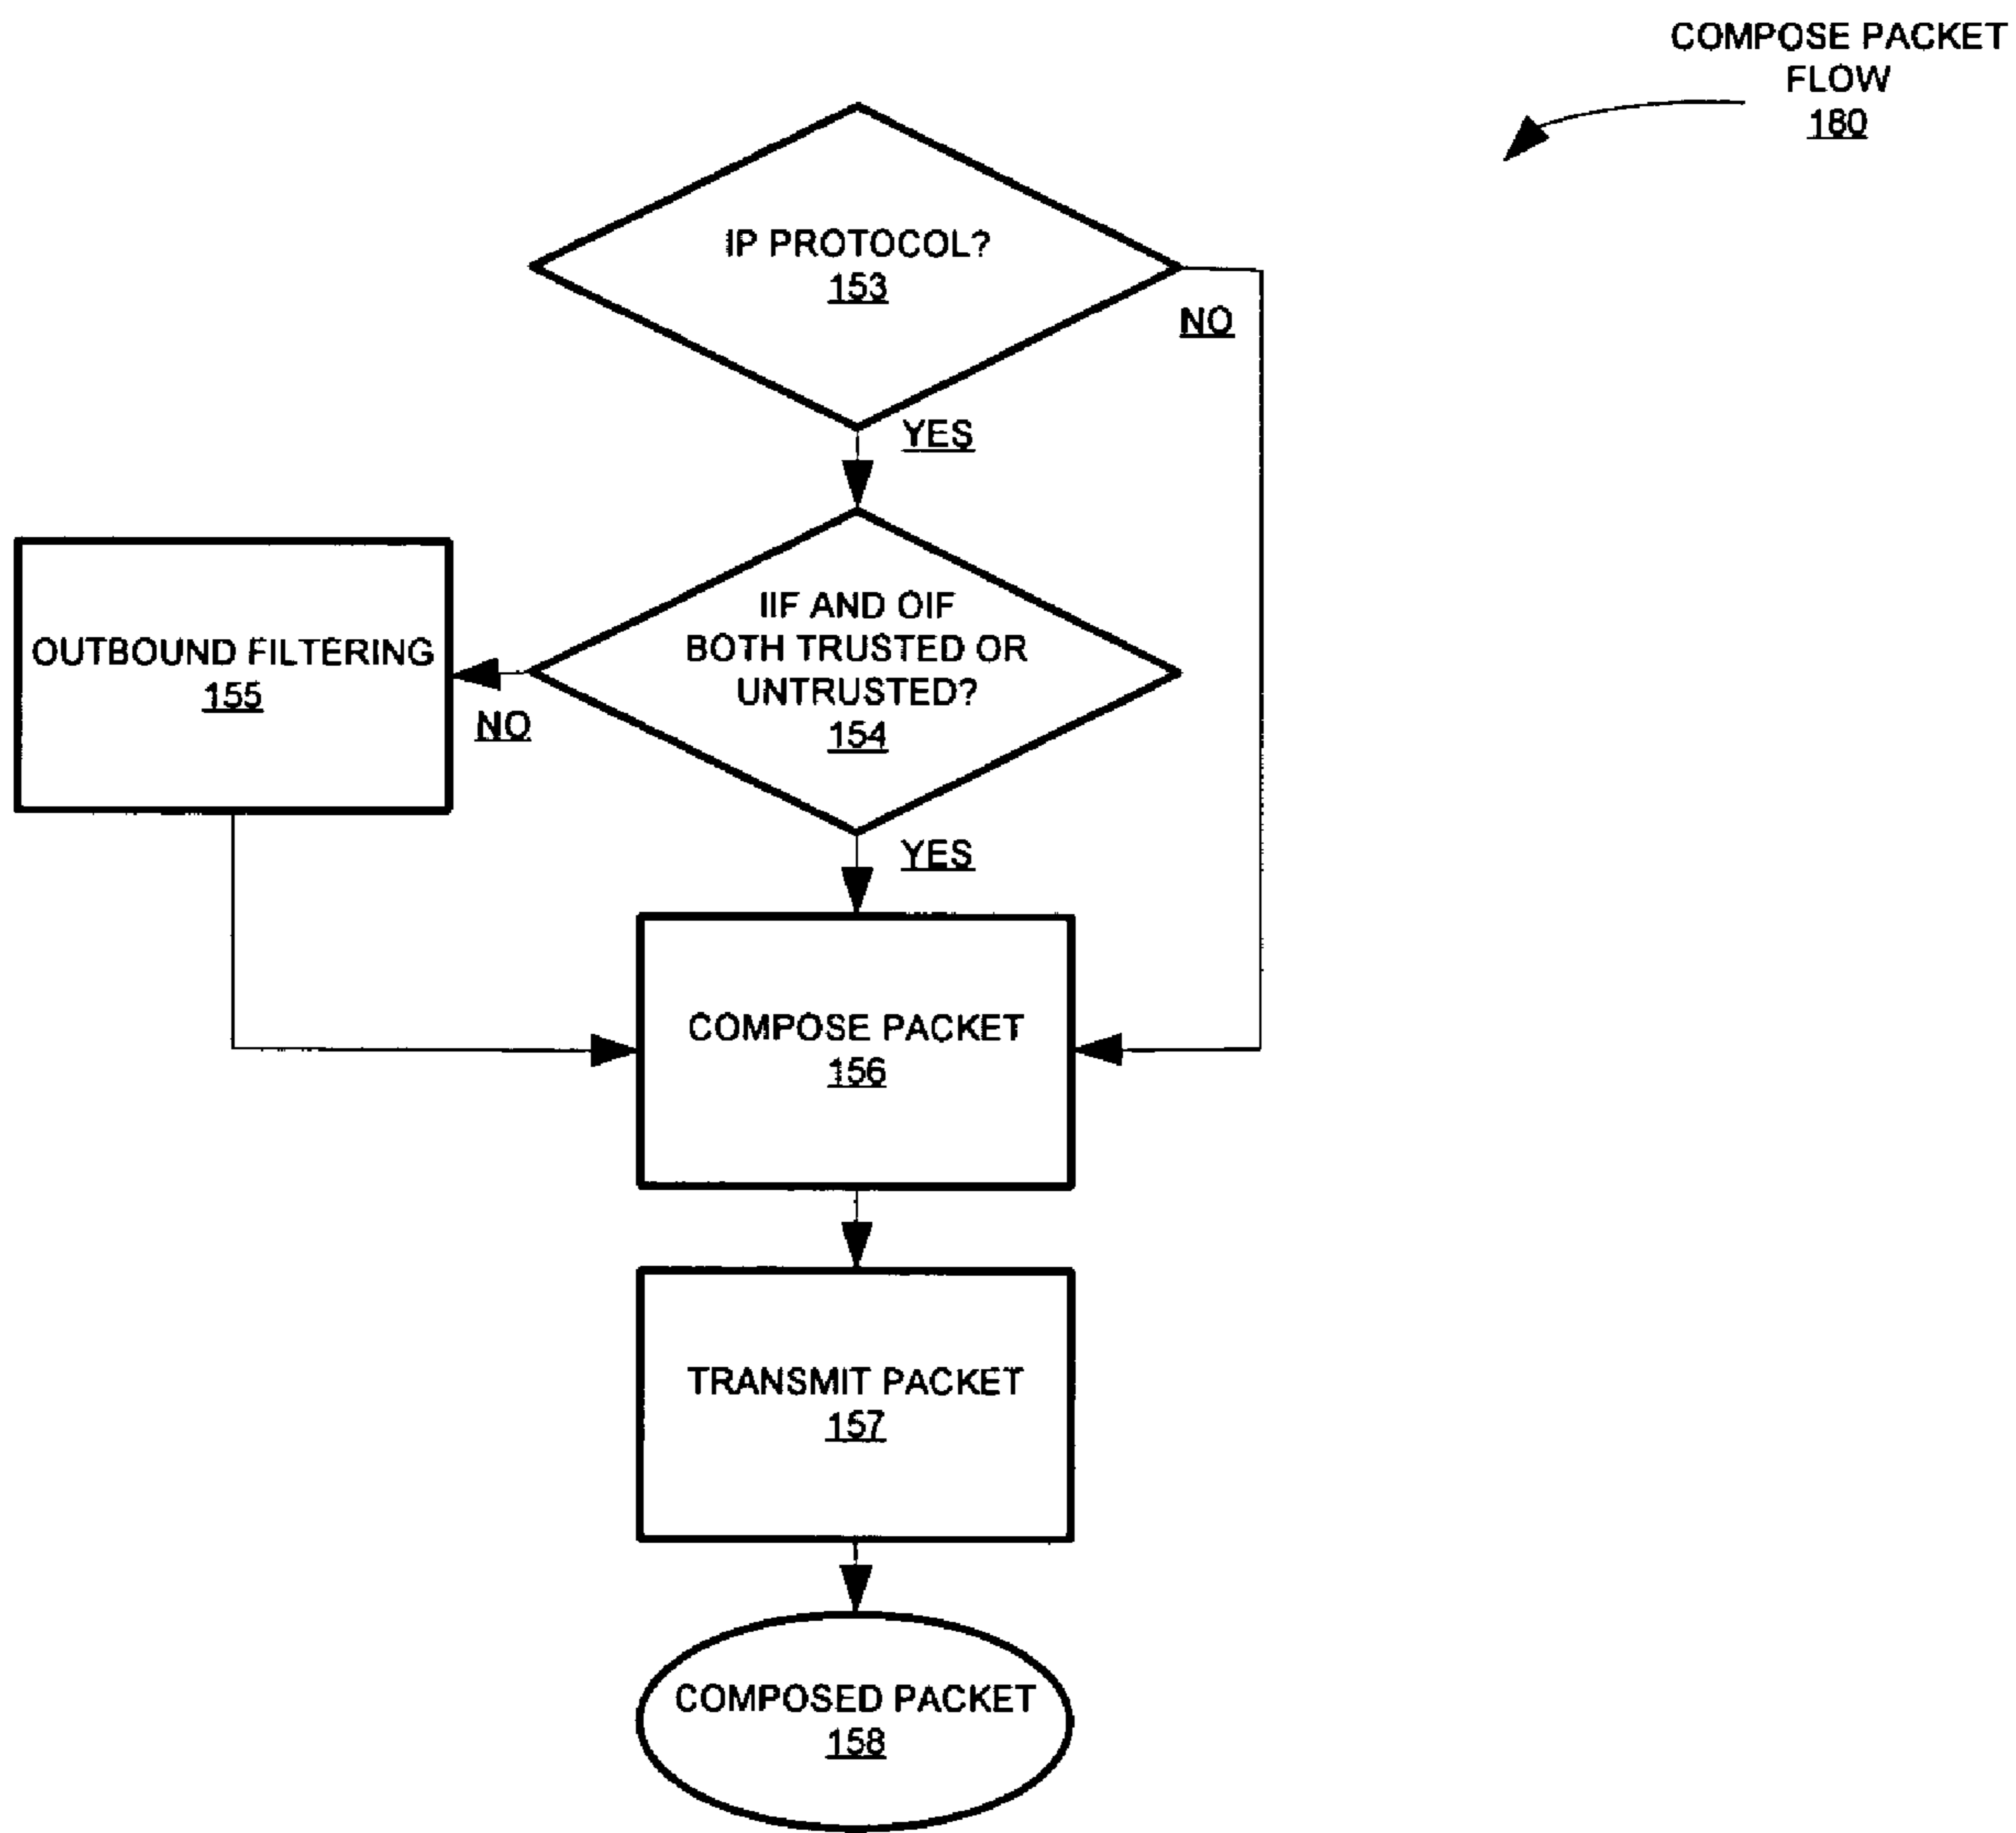 COMPOSE PACKET
FLOW
180
IP PROTOCOL?
153
NO
YES
IIF AND OIF
BOTH TRUSTED OR
UNTRUSTED?
154
OUTBOUND FILTERING
155
NO
YES
COMPOSE PACKET
156
TRANSMIT PACKET
157
COMPOSED PACKET
158